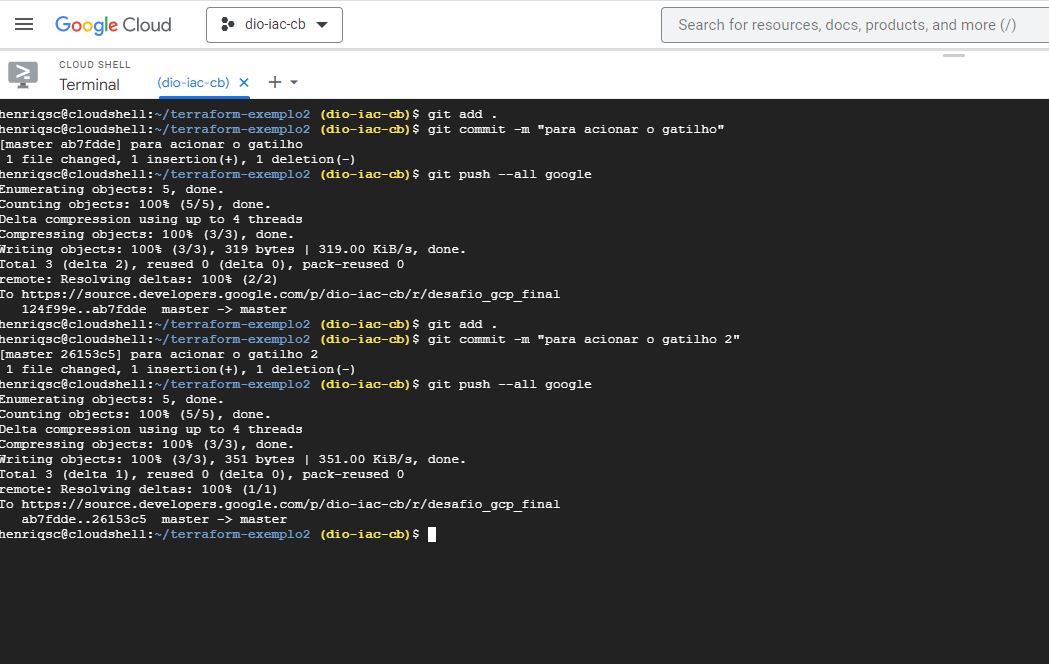 Google Cloud
dio-iac-cb
Search for resources, docs, products, and more (/)
CLOUD SHELL
Terminal
(dio-iac-cb)
henriqsc@cloudshell:~/terraform-exemplo2 (dio-iac-cb)$ git add .
henriqsc@cloudshell:~/terraform-exemplo2 (dio-iac-cb)$ git commit -m "para acionar o gatilho"
[master ab7fdde] para acionar o gatilho
1 file changed, 1 insertion(+), 1 deletion(-)
henriqsc@cloudshell:~/terraform-exemplo2 (dio-iac-cb)$ git push --all google
Enumerating objects: 5, done.
Counting objects: 100% (5/5), done.
Delta compression using up to 4 threads
Compressing objects: 100% (3/3), done.
Writing objects: 100% (3/3), 319 bytes | 319.00 KiB/s, done.
Total 3 (delta 2), reused 0 (delta 0), pack-reused 0
remote: Resolving deltas: 100% (2/2)
To https://source.developers.google.com/p/dio-iac-cb/r/desafio_gcp_final
124f99e..ab7fdde master -> master
henriqsc@cloudshell:~/terraform-exemplo2 (dio-iac-cb)$ git add .
henriqsc@cloudshell:~/terraform-exemplo2 (dio-iac-cb)$ git commit -m "para acionar o gatilho 2"
[master 26153c5] para acionar o gatilho 2
1 file changed, 1 insertion(+), 1 deletion(-)
henriqsc@cloudshell:~/terraform-exemplo2 (dio-iac-cb)$ git push --all google
Enumerating objects: 5, done.
Counting objects: 100% (5/5), done.
Delta compression using up to 4 threads
Compressing objects: 100% (3/3), done.
Writing objects: 100% (3/3), 351 bytes | 351.00 KiB/s, done.
Total 3 (delta 1), reused 0 (delta 0), pack-reused 0
remote: Resolving deltas: 100% (1/1)
To https://source.developers.google.com/p/dio-iac-cb/r/desafio_gcp_final
ab7fdde..26153c5 master -> master
henriqsc@cloudshell:~/terraform-exemplo2 (dio-iac-cb)$